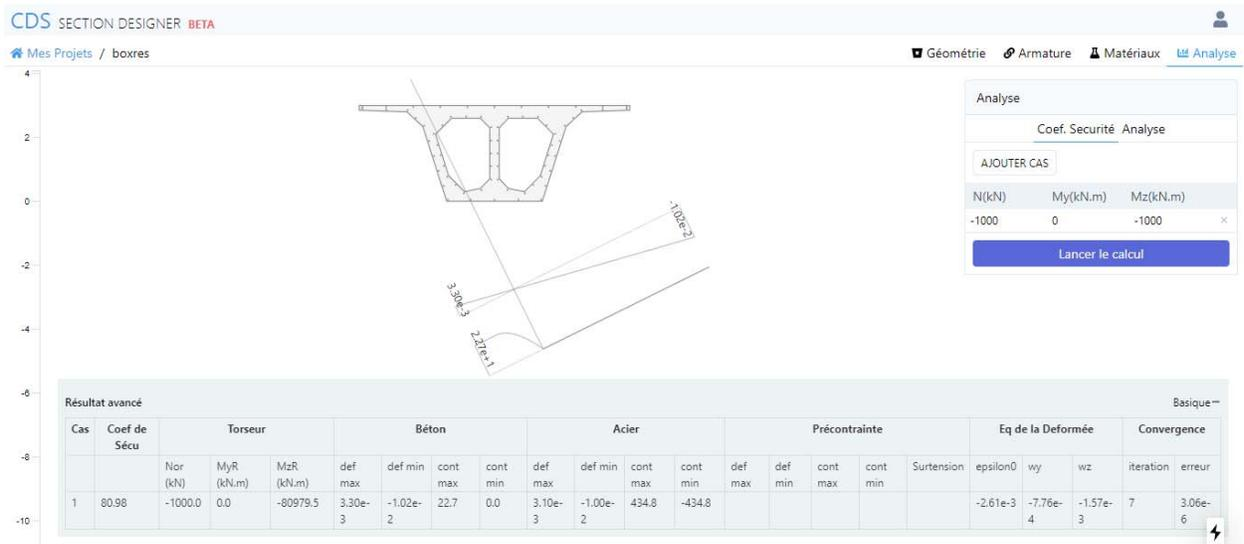 CDS SECTION DESIGNER BETA
Mes Projets / boxres
Géométrie Armature Matériaux Analyse
4
2
0
-2
-4
-6
-8
-10
-1.02e-2
3.30e-3
2.27e+1
Analyse
Coef. Securité Analyse
AJOUTER CAS
N(kN) My(kN.m) Mz(kN.m)
-1000 0 -1000 ×
Lancer le calcul
Résultat avancé Basique
Cas Coef de Sécu Torseur Béton Acier Précontrainte Eq de la Deformée Convergence
Nor (kN) MyR (kN.m) MzR (kN.m) def max def min cont max cont min def max def min cont max cont min def max def min cont max cont min Surtension epsilon0 wy wz iteration erreur
1 80.98 -1000.0 0.0 -80979.5 3.30e-3 -1.02e-2 22.7 0.0 3.10e-3 -1.00e-2 434.8 -434.8 -2.61e-3 -7.76e-4 -1.57e-3 7 3.06e-6